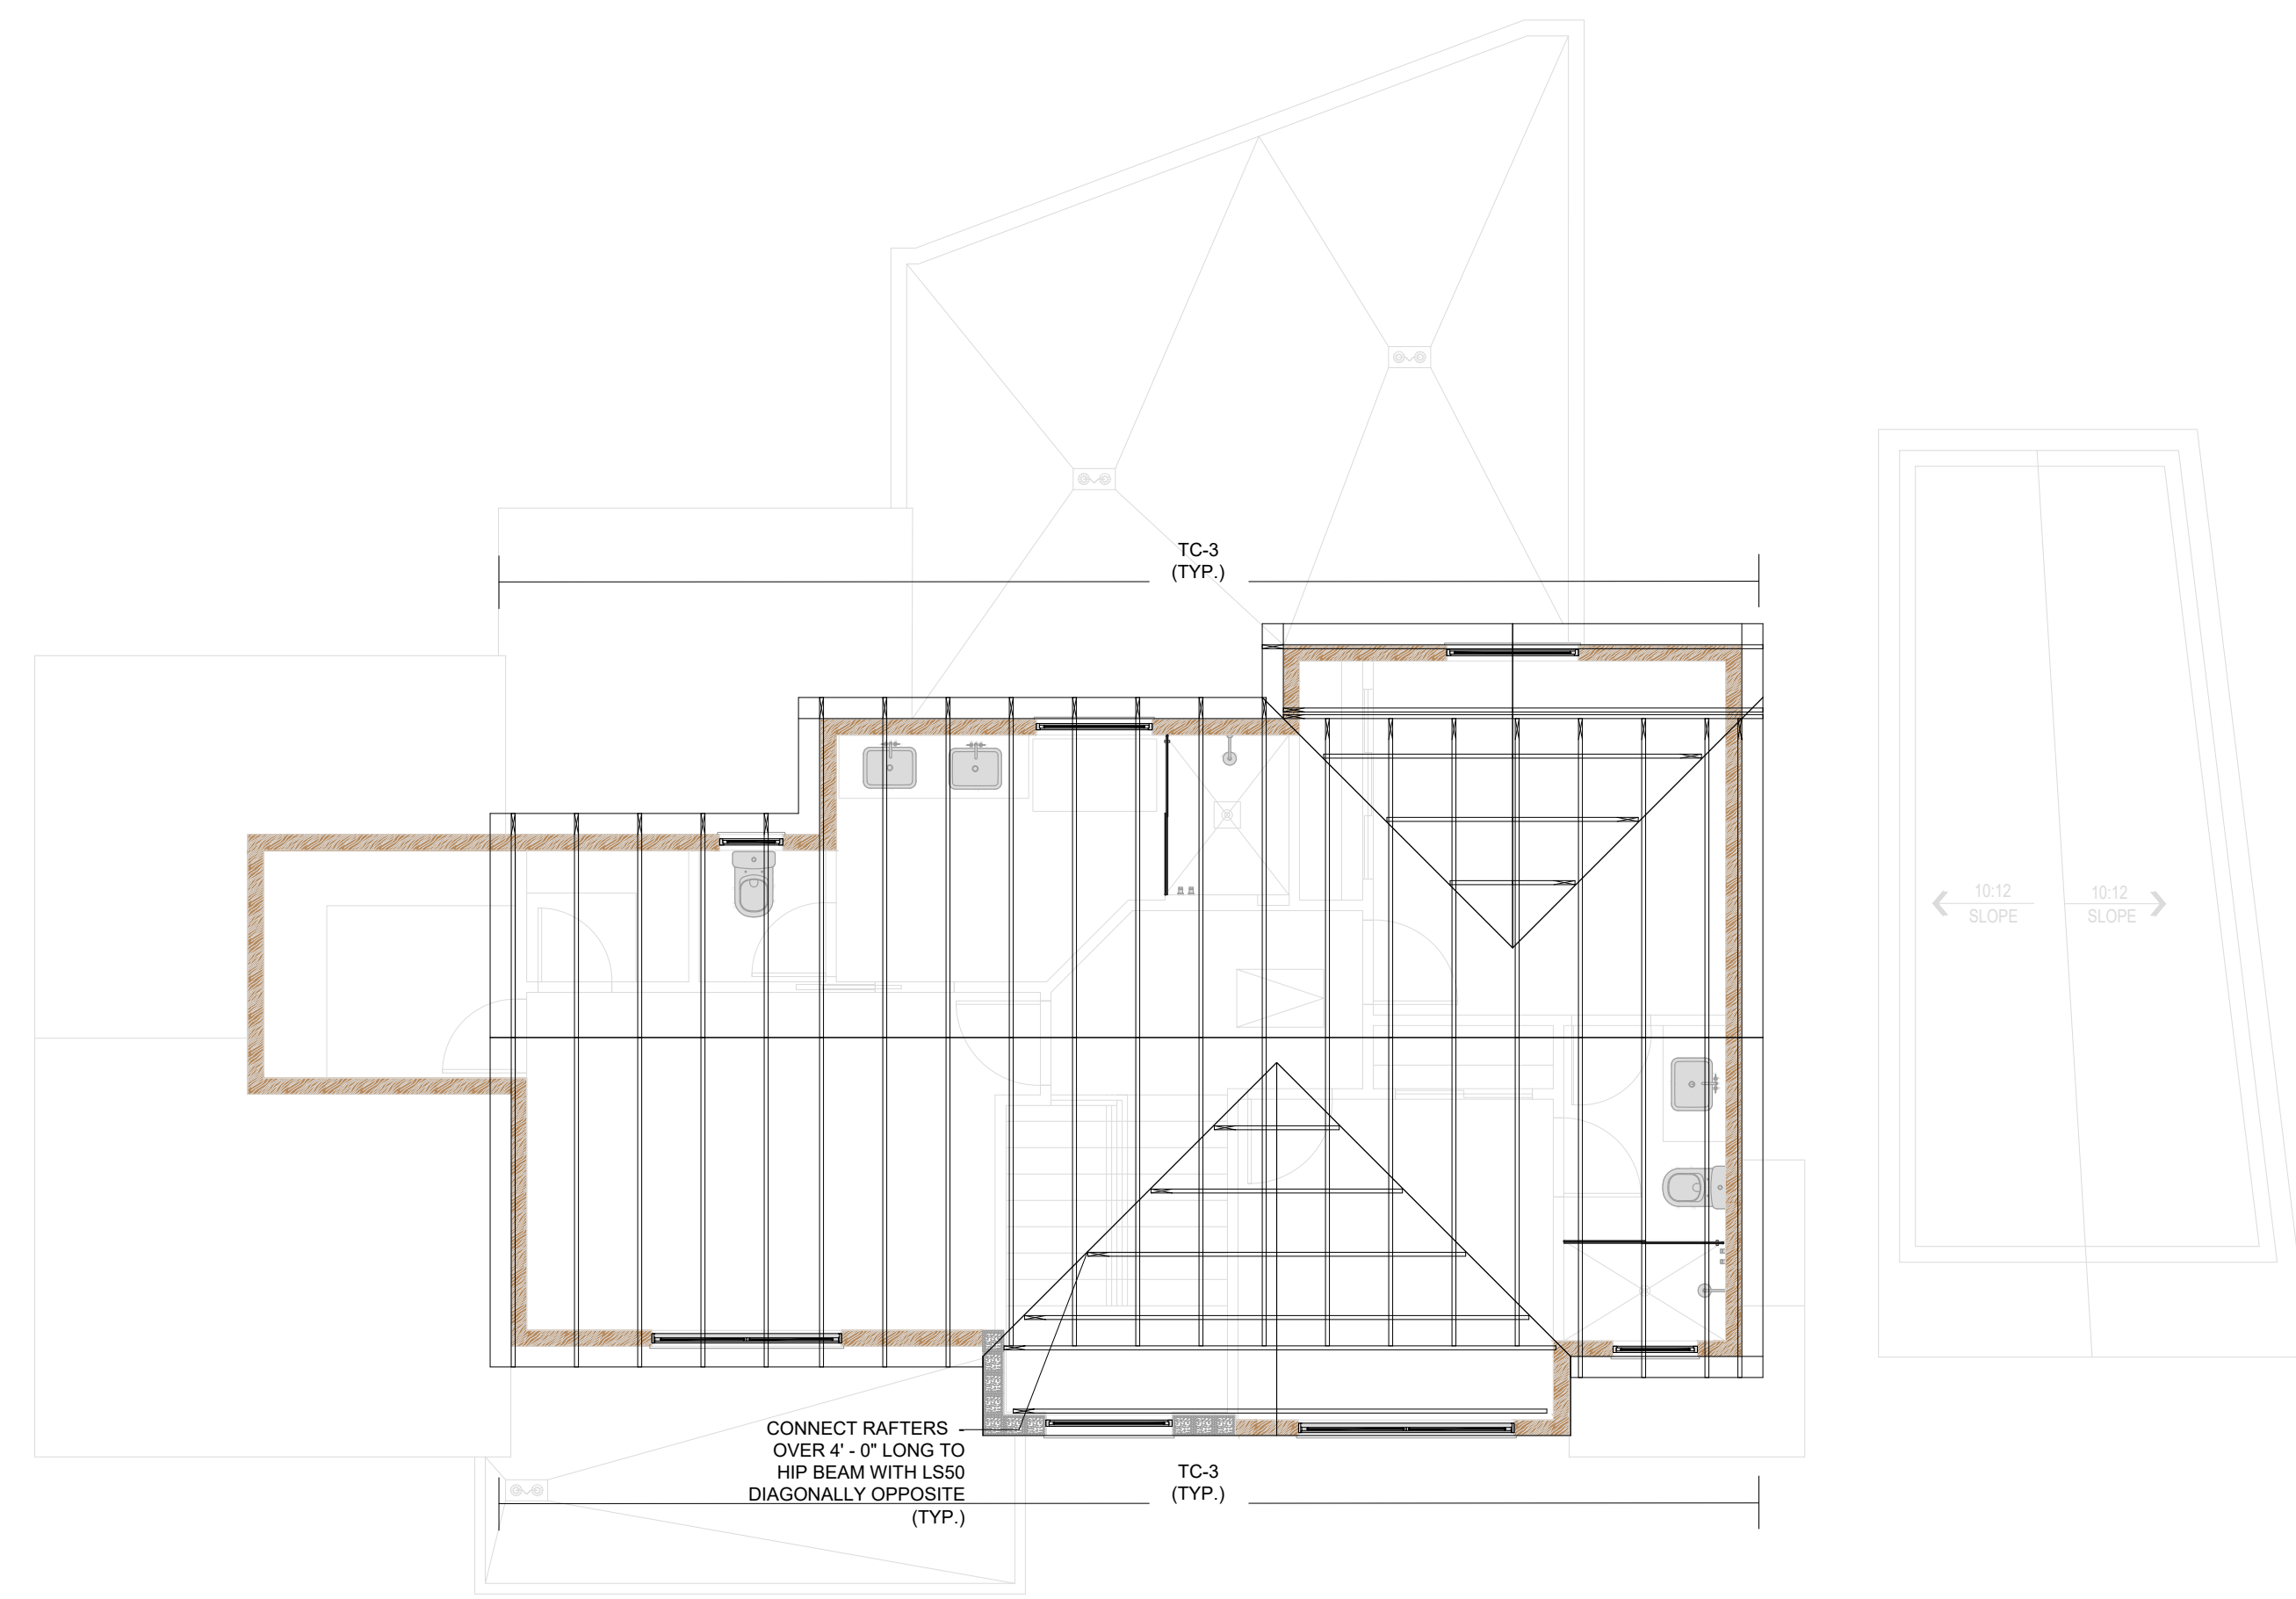 TC-3
(TYP.)
10:12
SLOPE
10:12
SLOPE
CONNECT RAFTERS
OVER 4' - 0" LONG TO
HIP BEAM WITH LS50
DIAGONALLY OPPOSITE
(TYP.)
TC-3
(TYP.)